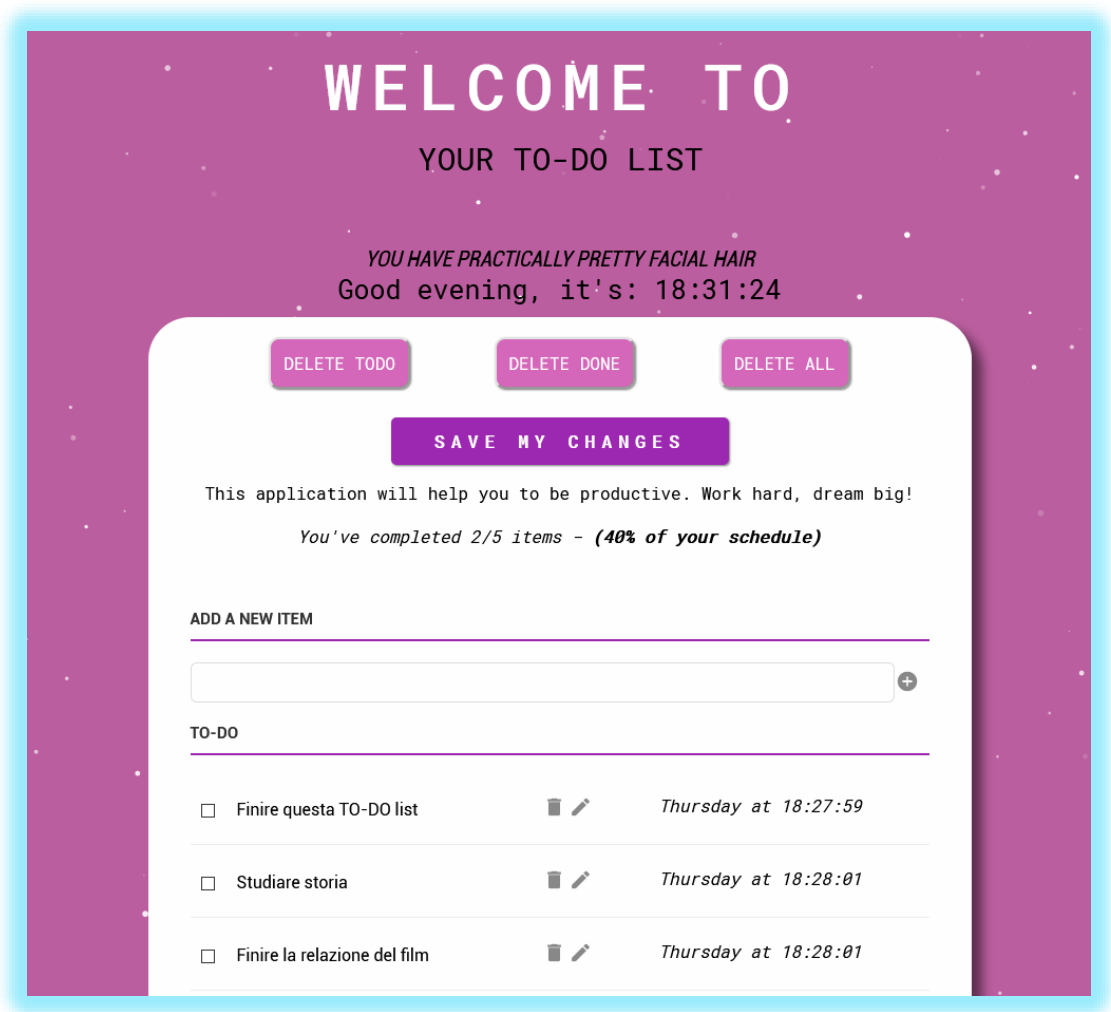 WELCOME TO
YOUR TO-DO LIST
YOU HAVE PRACTICALLY PRETTY FACIAL HAIR
Good evening, it's: 18:31:24
DELETE TODO DELETE DONE DELETE ALL
SAVE MY CHANGES
This application will help you to be productive. Work hard, dream big!
You've completed 2/5 items - (40% of your schedule)
ADD A NEW ITEM
TO-DO
Finire questa TO-DO list Thursday at 18:27:59
Studiare storia Thursday at 18:28:01
Finire la relazione del film Thursday at 18:28:01